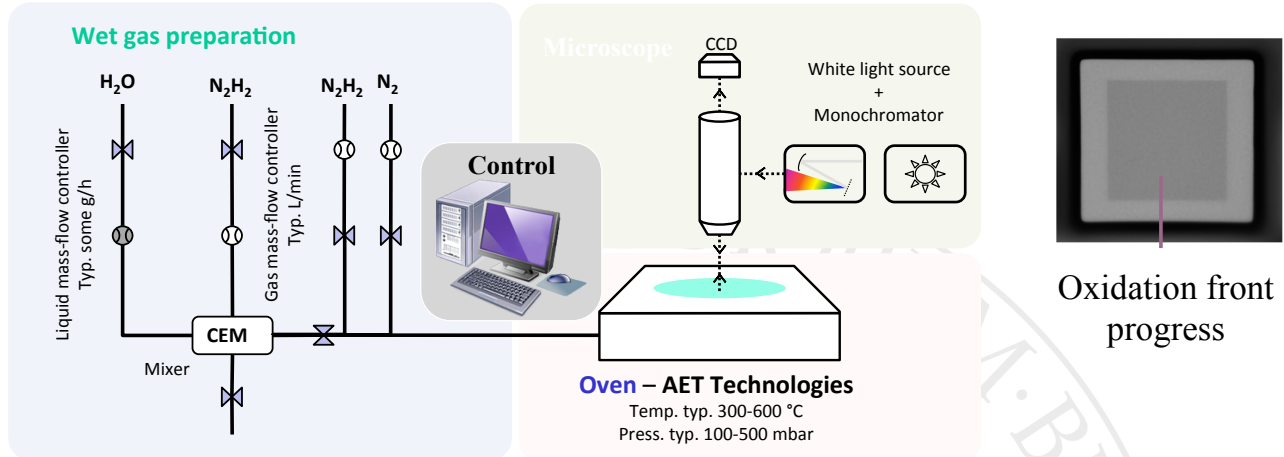 Wet gas preparation
H₂O
N₂H₂
N₂H₂
N₂
Liquid mass-flow controller
Typ. some g/h
Gas mass-flow controller
Typ. L/min
CEM
Mixer
Control
Microscope
CCD
White light source
+
Monochromator
Oven – AET Technologies
Temp. typ. 300-600 °C
Press. typ. 100-500 mbar
Oxidation front
progress